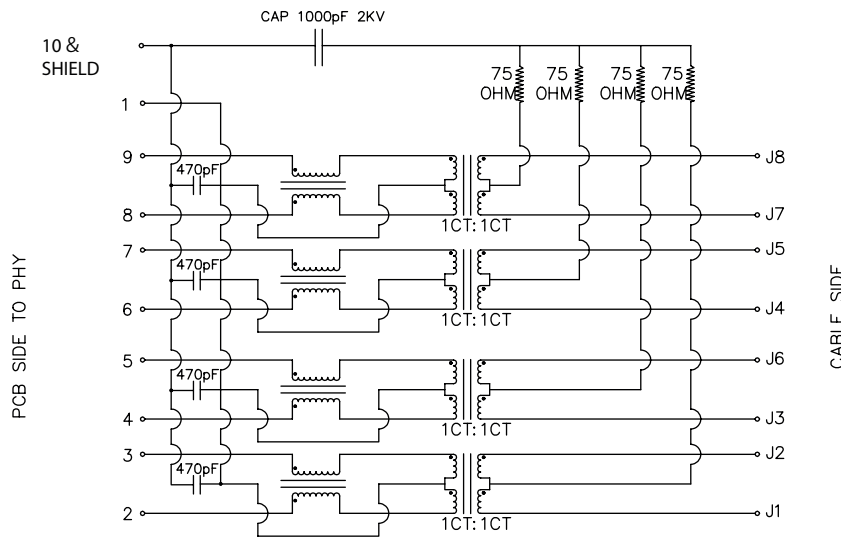 CAP 1000pF 2KV
10 &
SHIELD
75
OHM
75
OHM
75
OHM
75
OHM
1
9
470pF
J8
8
J7
1CT:1CT
7
470pF
J5
6
J4
1CT:1CT
5
470pF
J6
4
J3
1CT:1CT
3
470pF
J2
2
J1
1CT:1CT
PCB SIDE TO PHY
CABLE SIDE